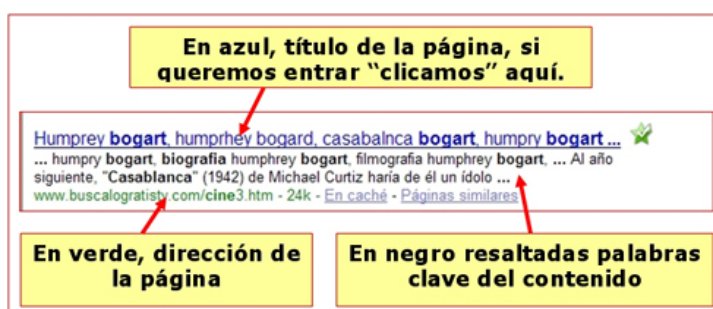 En azul, título de la página, si
queremos entrar “clicamos” aquí.
Humprey bogart, humprhey bogard, casabalnca bogart, humpry bogart ...
... humpry bogart, biografia humphrey bogart, filmografia humphrey bogart, ... Al año
siguiente, "Casablanca" (1942) de Michael Curtiz haría de él un ídolo ...
www.buscalogratisty.com/cine3.htm - 24k - En caché - Páginas similares
En verde, dirección de
la página
En negro resaltadas palabras
clave del contenido